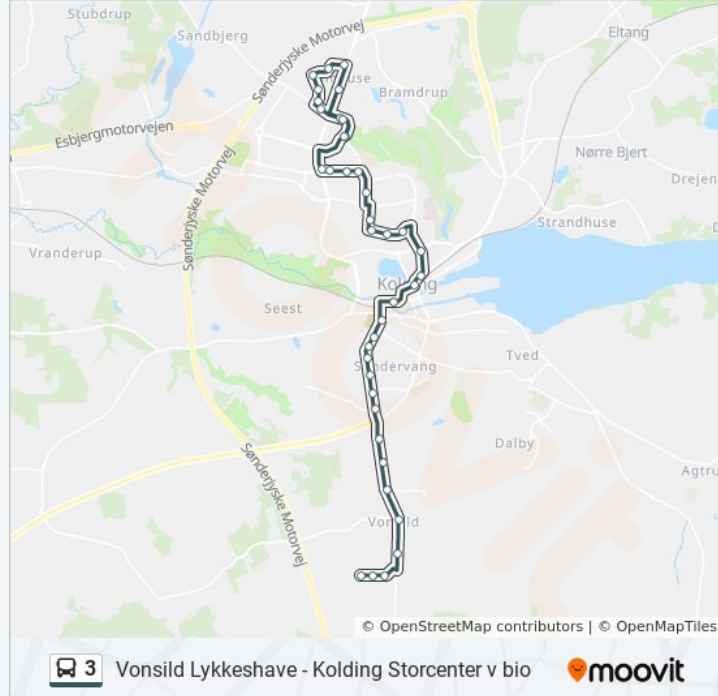 Stubdrup
Sandbjerg
Sønderjyske Motorvej
Eltang
Bramdrup
Esbjergmotorvejen
Nørre Bjert
Drejen
Sønderjyske Motorvej
Strandhuse
Vranderup
Kolding
Seest
Tved
Søndervang
Dalby
Sønderjyske Motorvej
Agtru
Vonsild
© OpenStreetMap contributors | © OpenMapTiles
3 Vonsild Lykkeshave - Kolding Storcenter v bio
moovit